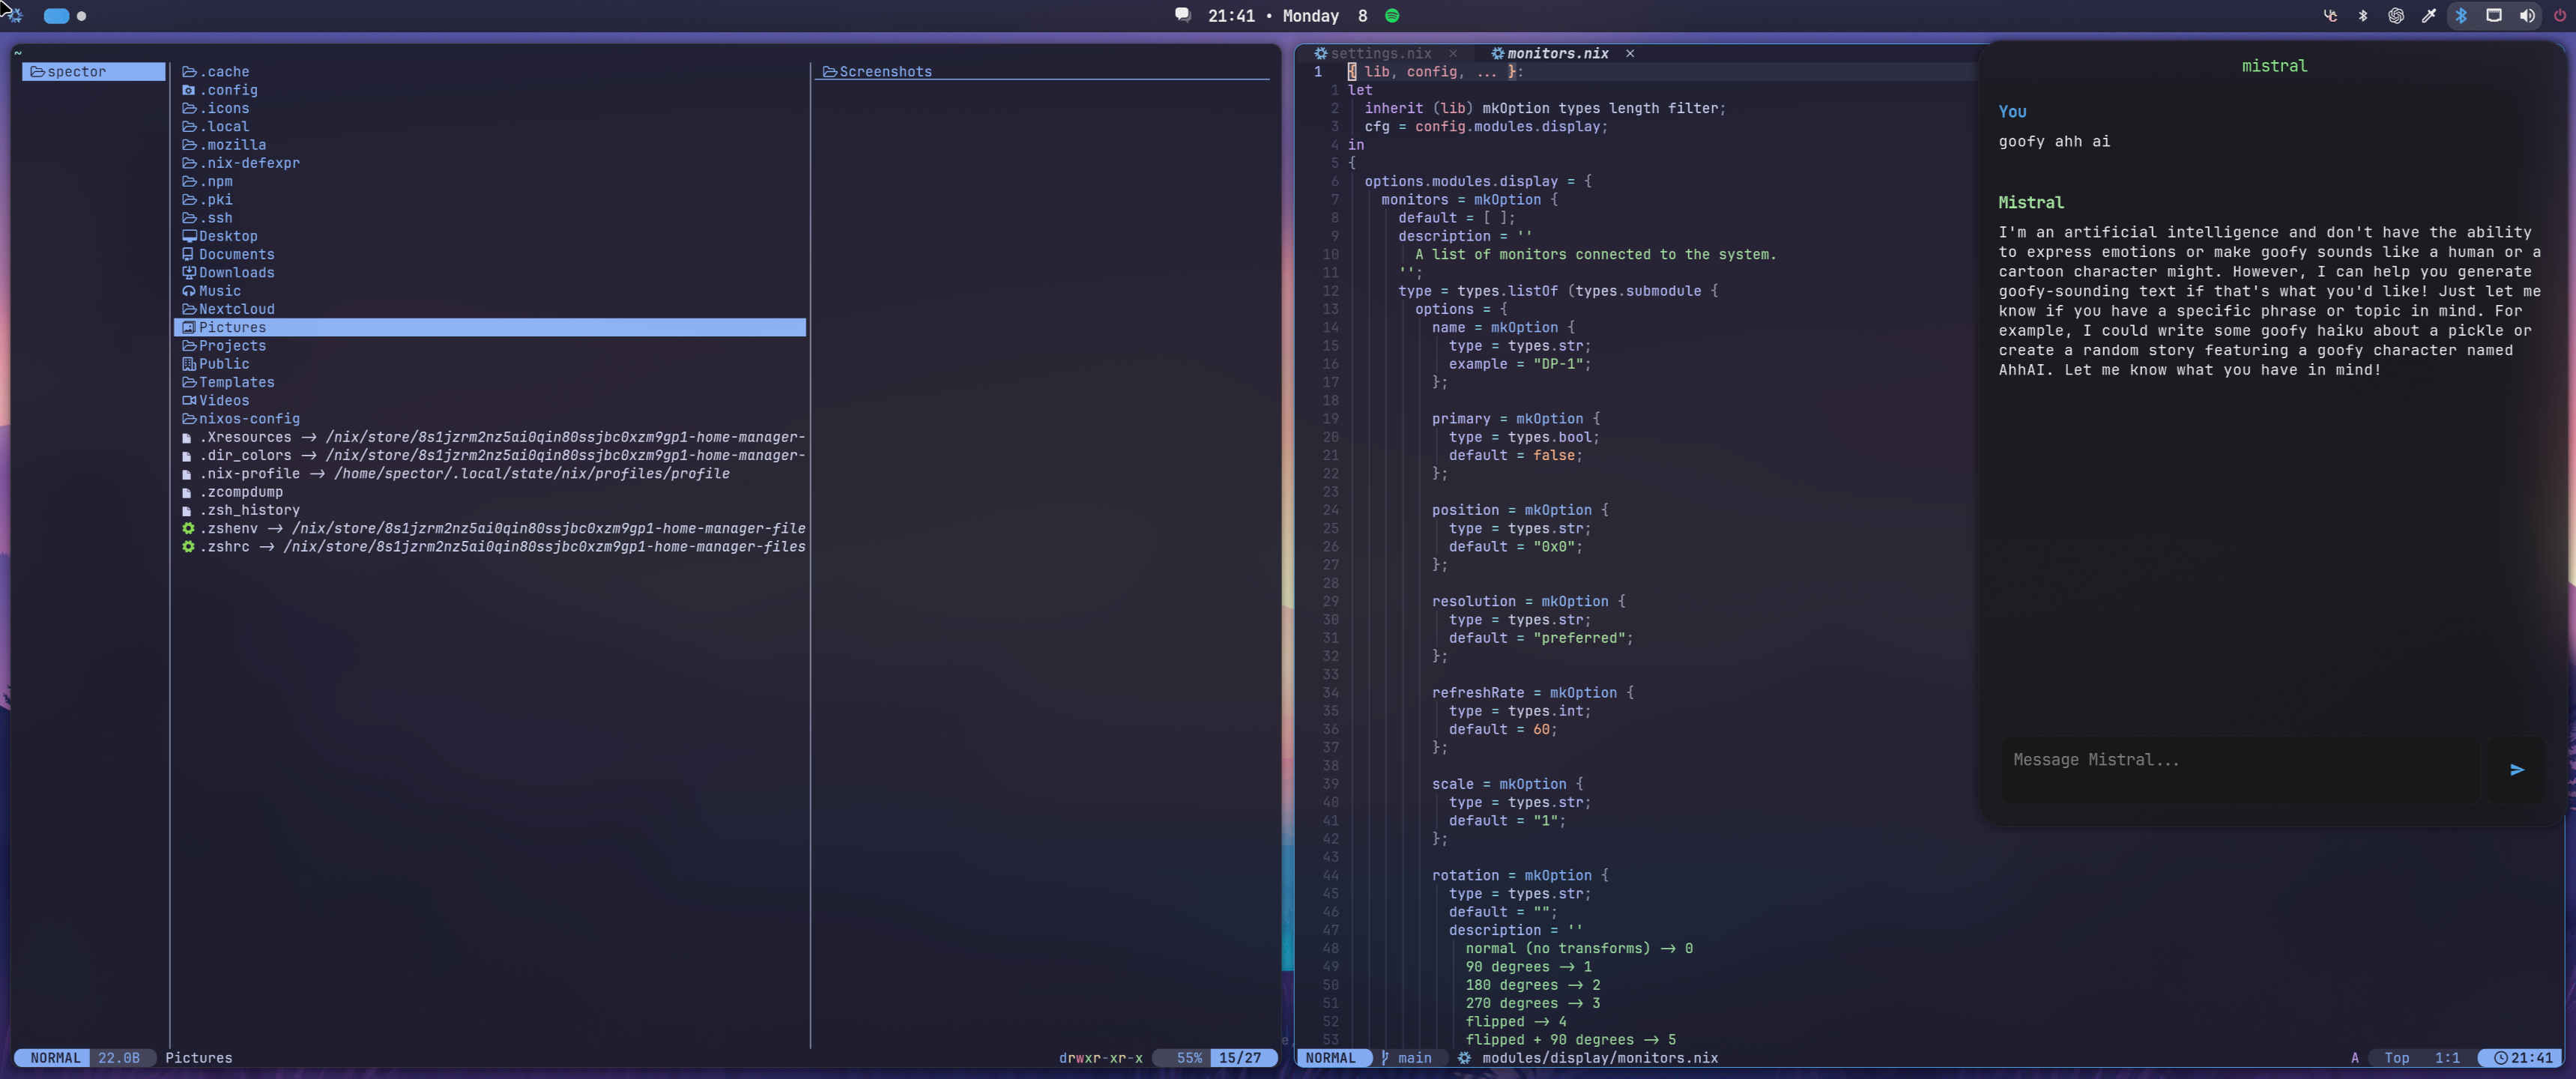 21:41 • Monday 8
~
spector
.cache
.config
.icons
.local
.mozilla
.nix-defexpr
.npm
.pki
.ssh
Desktop
Documents
Downloads
Music
Nextcloud
Pictures
Projects
Public
Templates
Videos
nixos-config
.Xresources → /nix/store/8s1jzrm2nz5ai0qin80ssjbc0xzm9gp1-home-manager-
.dir_colors → /nix/store/8s1jzrm2nz5ai0qin80ssjbc0xzm9gp1-home-manager-
.nix-profile → /home/spector/.local/state/nix/profiles/profile
.zcompdump
.zsh_history
.zshenv → /nix/store/8s1jzrm2nz5ai0qin80ssjbc0xzm9gp1-home-manager-file
.zshrc → /nix/store/8s1jzrm2nz5ai0qin80ssjbc0xzm9gp1-home-manager-files
Screenshots
NORMAL 22.0B Pictures drwxr-xr-x 55% 15/27
settings.nix × monitors.nix ×
1 { lib, config, ... }:
1 let
2 inherit (lib) mkOption types length filter;
3 cfg = config.modules.display;
4 in
5 {
6 options.modules.display = {
7 monitors = mkOption {
8 default = [ ];
9 description = ''
10 A list of monitors connected to the system.
11 '';
12 type = types.listOf (types.submodule {
13 options = {
14 name = mkOption {
15 type = types.str;
16 example = "DP-1";
17 };
18
19 primary = mkOption {
20 type = types.bool;
21 default = false;
22 };
23
24 position = mkOption {
25 type = types.str;
26 default = "0x0";
27 };
28
29 resolution = mkOption {
30 type = types.str;
31 default = "preferred";
32 };
33
34 refreshRate = mkOption {
35 type = types.int;
36 default = 60;
37 };
38
39 scale = mkOption {
40 type = types.str;
41 default = "1";
42 };
43
44 rotation = mkOption {
45 type = types.str;
46 default = "";
47 description = ''
48 normal (no transforms) → 0
49 90 degrees → 1
50 180 degrees → 2
51 270 degrees → 3
52 flipped → 4
53 flipped + 90 degrees → 5
NORMAL main modules/display/monitors.nix A Top 1:1 21:41
mistral
You
goofy ahh ai
Mistral
I'm an artificial intelligence and don't have the ability
to express emotions or make goofy sounds like a human or a
cartoon character might. However, I can help you generate
goofy-sounding text if that's what you'd like! Just let me
know if you have a specific phrase or topic in mind. For
example, I could write some goofy haiku about a pickle or
create a random story featuring a goofy character named
AhhAI. Let me know what you have in mind!
Message Mistral...